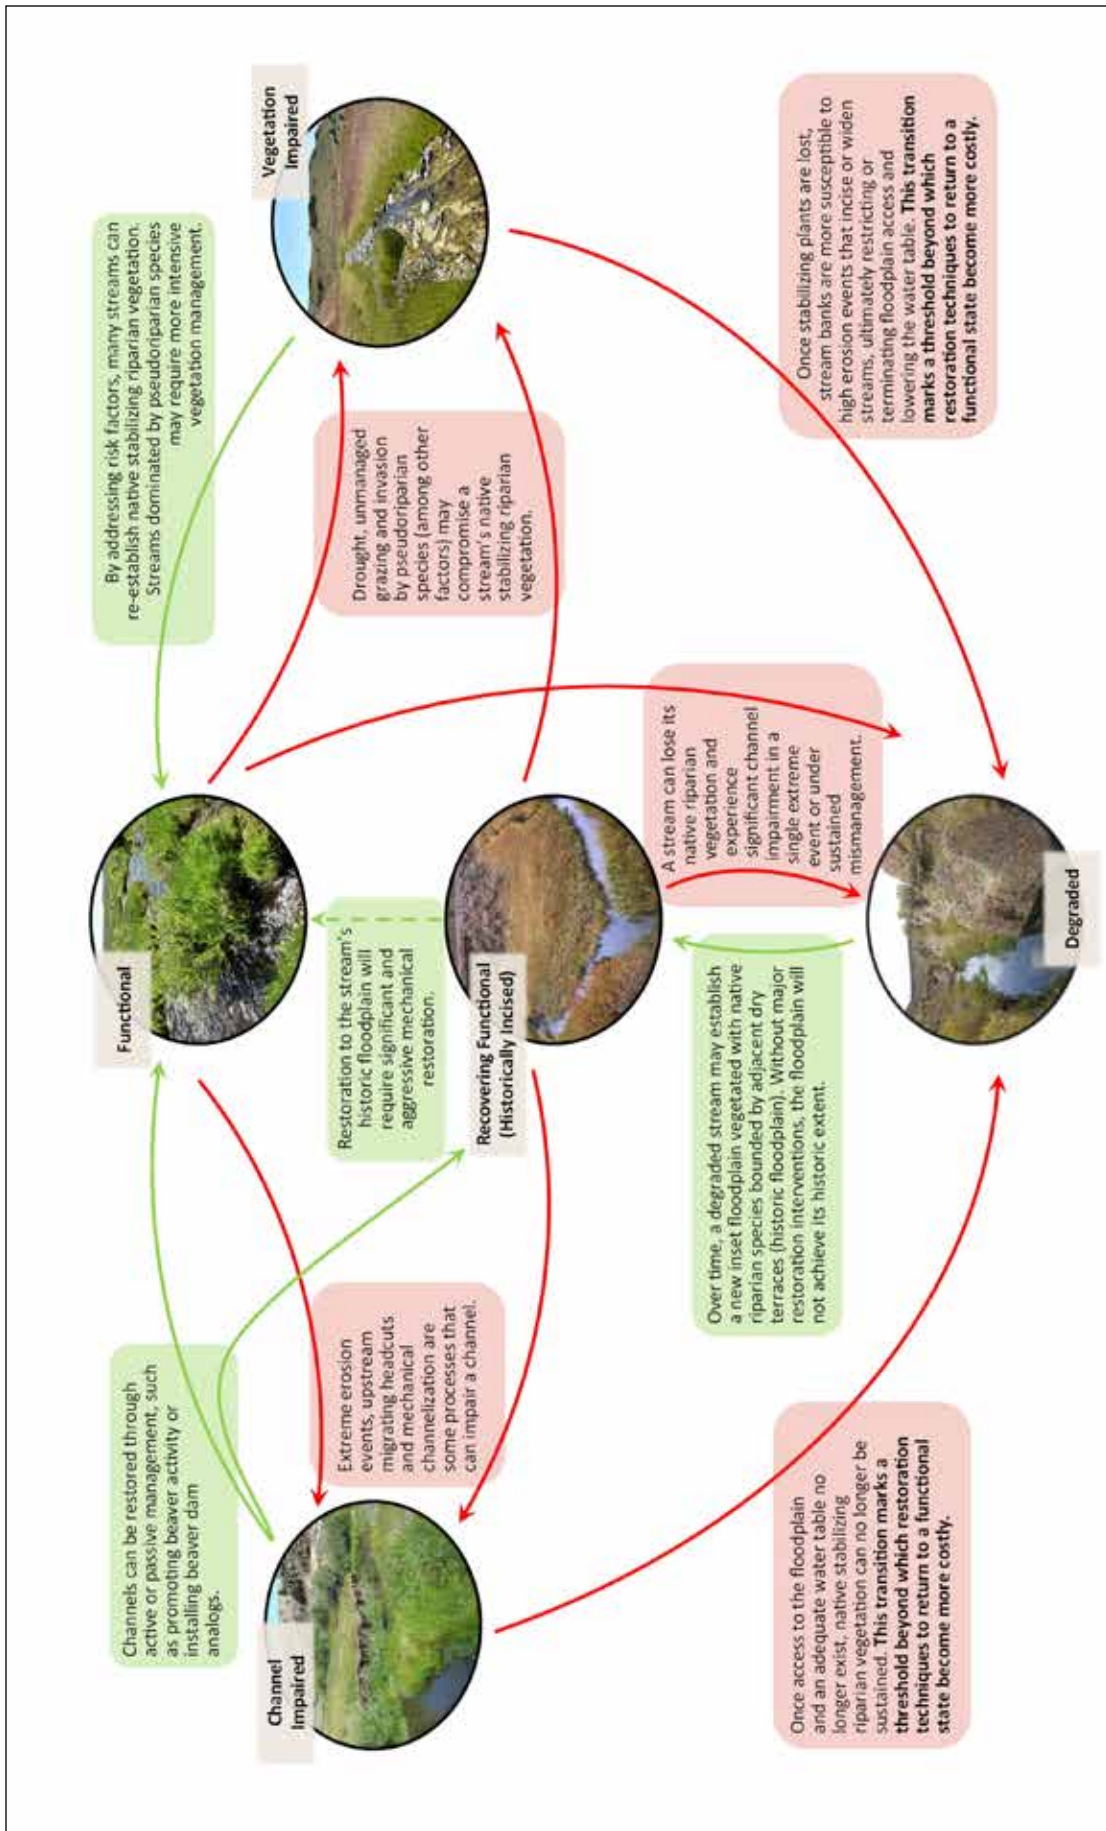 Channels can be restored through
active or passive management, such
as promoting beaver activity or
installing beaver dam
analogs.
By addressing risk factors, many streams can
re-establish native stabilizing riparian vegetation.
Streams dominated by pseudoriparian species
may require more intensive
vegetation management.
Functional
Channel
Impaired
Vegetation
Impaired
Extreme erosion
events, upstream
migrating headcuts
and mechanical
channelization are
some processes that
can impair a channel.
Restoration to the stream's
historic floodplain will
require significant and
aggressive mechanical
restoration.
Drought, unmanaged
grazing and invasion
by pseudoriparian
species (among other
factors) may
compromise a
stream's native
stabilizing riparian
vegetation.
Recovering Functional
(Historically Incised)
Over time, a degraded stream may establish
a new inset floodplain vegetated with native
riparian species bounded by adjacent dry
terraces (historic floodplain). Without major
restoration interventions, the floodplain will
not achieve its historic extent.
A stream can lose its
native riparian
vegetation and
experience
significant channel
impairment in a
single extreme
event or under
sustained
mismanagement.
Once access to the floodplain
and an adequate water table no
longer exist, native stabilizing
riparian vegetation can no longer be
sustained. This transition marks a
threshold beyond which restoration
techniques to return to a functional
state become more costly.
Once stabilizing plants are lost,
stream banks are more susceptible to
high erosion events that incise or widen
streams, ultimately restricting or
terminating floodplain access and
lowering the water table. This transition
marks a threshold beyond which
restoration techniques to return to a
functional state become more costly.
Degraded